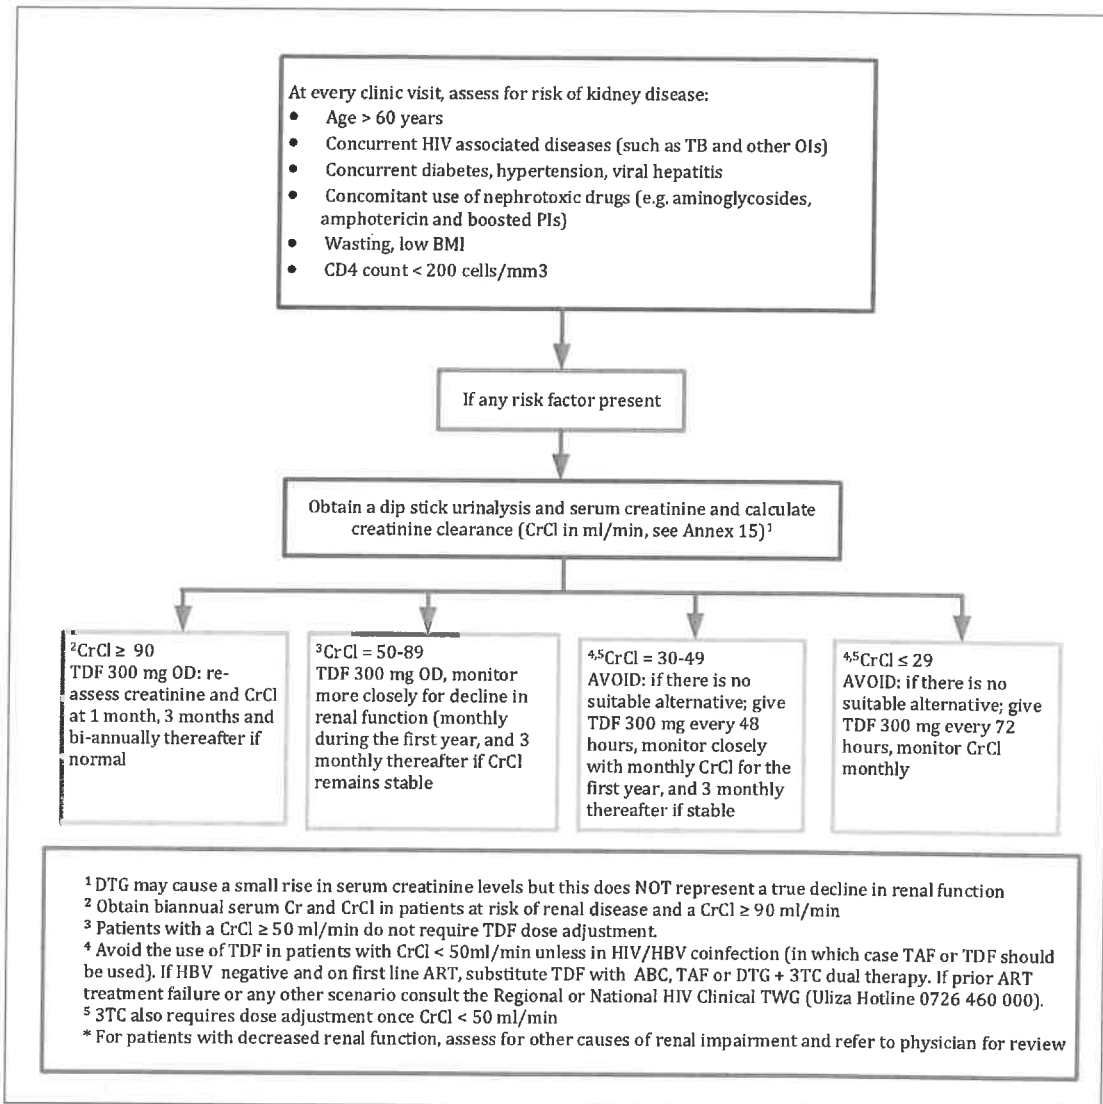 At every clinic visit, assess for risk of kidney disease:
• Age > 60 years
• Concurrent HIV associated diseases (such as TB and other OIs)
• Concurrent diabetes, hypertension, viral hepatitis
• Concomitant use of nephrotoxic drugs (e.g. aminoglycosides,
amphotericin and boosted PIs)
• Wasting, low BMI
• CD4 count < 200 cells/mm3
If any risk factor present
Obtain a dip stick urinalysis and serum creatinine and calculate
creatinine clearance (CrCl in ml/min, see Annex 15)¹
²CrCl ≥ 90
TDF 300 mg OD: re-
assess creatinine and CrCl
at 1 month, 3 months and
bi-annually thereafter if
normal
³CrCl = 50-89
TDF 300 mg OD, monitor
more closely for decline in
renal function (monthly
during the first year, and 3
monthly thereafter if CrCl
remains stable
⁴,⁵CrCl = 30-49
AVOID: if there is no
suitable alternative; give
TDF 300 mg every 48
hours, monitor closely
with monthly CrCl for the
first year, and 3 monthly
thereafter if stable
⁴,⁵CrCl ≤ 29
AVOID: if there is no
suitable alternative; give
TDF 300 mg every 72
hours, monitor CrCl
monthly
¹ DTG may cause a small rise in serum creatinine levels but this does NOT represent a true decline in renal function
² Obtain biannual serum Cr and CrCl in patients at risk of renal disease and a CrCl ≥ 90 ml/min
³ Patients with a CrCl ≥ 50 ml/min do not require TDF dose adjustment.
⁴ Avoid the use of TDF in patients with CrCl < 50ml/min unless in HIV/HBV coinfection (in which case TAF or TDF should
be used). If HBV negative and on first line ART, substitute TDF with ABC, TAF or DTG + 3TC dual therapy. If prior ART
treatment failure or any other scenario consult the Regional or National HIV Clinical TWG (Uliza Hotline 0726 460 000).
⁵ 3TC also requires dose adjustment once CrCl < 50 ml/min
* For patients with decreased renal function, assess for other causes of renal impairment and refer to physician for review